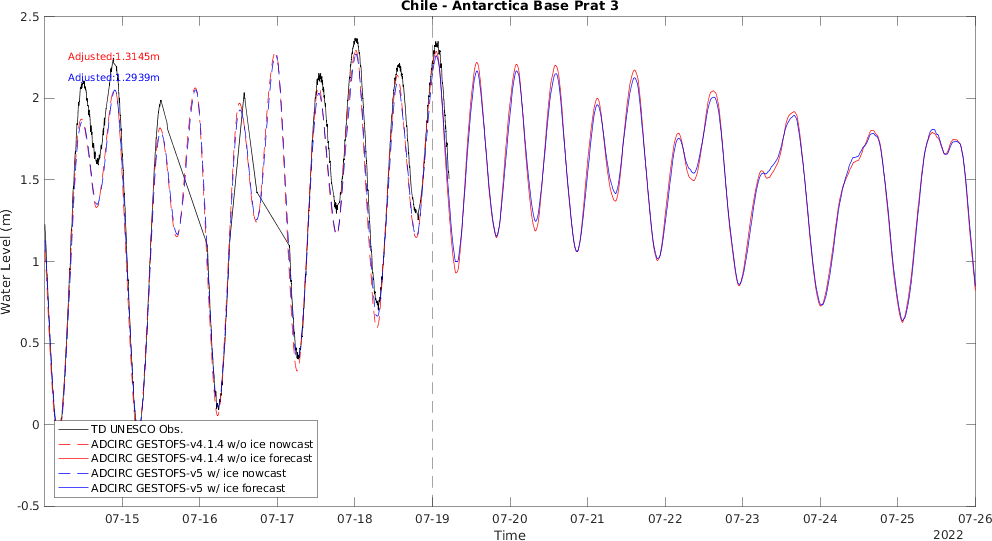 Chile - Antarctica Base Prat 3
2.5
2
1.5
1
0.5
0
-0.5
Water Level (m)
Adjusted:1.3145m
Adjusted:1.2939m
TD UNESCO Obs.
ADCIRC GESTOFS-v4.1.4 w/o ice nowcast
ADCIRC GESTOFS-v4.1.4 w/o ice forecast
ADCIRC GESTOFS-v5 w/ ice nowcast
ADCIRC GESTOFS-v5 w/ ice forecast
07-15 07-16 07-17 07-18 07-19 07-20 07-21 07-22 07-23 07-24 07-25 07-26
Time
2022